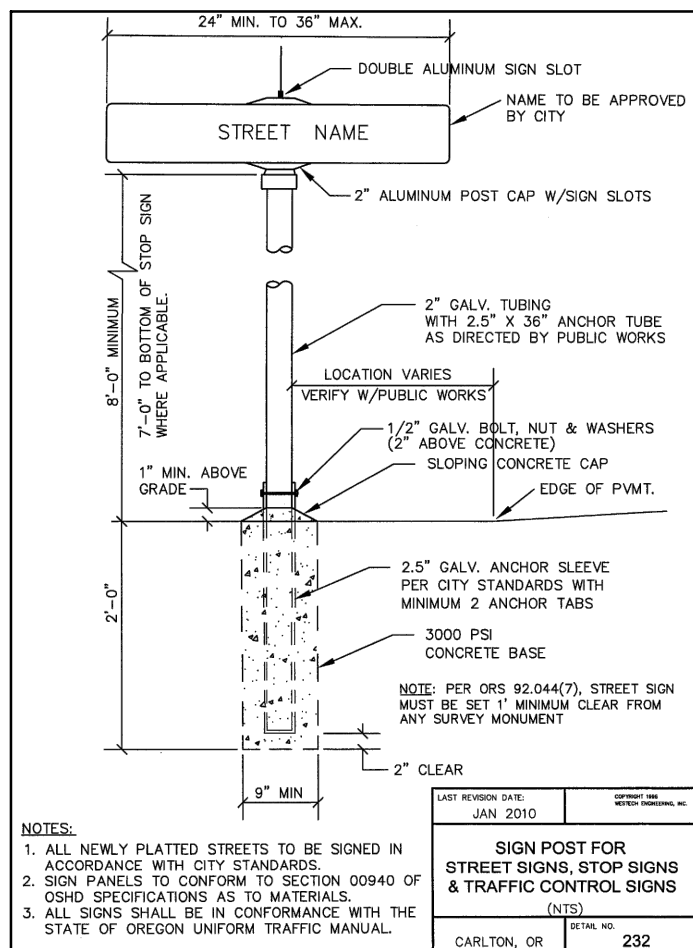 24" MIN. TO 36" MAX.
DOUBLE ALUMINUM SIGN SLOT
NAME TO BE APPROVED
BY CITY
STREET NAME
2" ALUMINUM POST CAP W/SIGN SLOTS
8'-0" MINIMUM
7'-0" TO BOTTOM OF STOP SIGN
WHERE APPLICABLE.
2" GALV. TUBING
WITH 2.5" X 36" ANCHOR TUBE
AS DIRECTED BY PUBLIC WORKS
LOCATION VARIES
VERIFY W/PUBLIC WORKS
1/2" GALV. BOLT, NUT & WASHERS
(2" ABOVE CONCRETE)
1" MIN. ABOVE
GRADE
SLOPING CONCRETE CAP
EDGE OF PVMT.
2'-0"
2.5" GALV. ANCHOR SLEEVE
PER CITY STANDARDS WITH
MINIMUM 2 ANCHOR TABS
3000 PSI
CONCRETE BASE
NOTE: PER ORS 92.044(7), STREET SIGN
MUST BE SET 1' MINIMUM CLEAR FROM
ANY SURVEY MONUMENT
2" CLEAR
9" MIN
NOTES:
1. ALL NEWLY PLATTED STREETS TO BE SIGNED IN
ACCORDANCE WITH CITY STANDARDS.
2. SIGN PANELS TO CONFORM TO SECTION 00940 OF
OSHD SPECIFICATIONS AS TO MATERIALS.
3. ALL SIGNS SHALL BE IN CONFORMANCE WITH THE
STATE OF OREGON UNIFORM TRAFFIC MANUAL.
LAST REVISION DATE:
JAN 2010
COPYRIGHT 1996
WESTECH ENGINEERING, INC.
SIGN POST FOR
STREET SIGNS, STOP SIGNS
& TRAFFIC CONTROL SIGNS
(NTS)
CARLTON, OR
DETAIL NO.
232